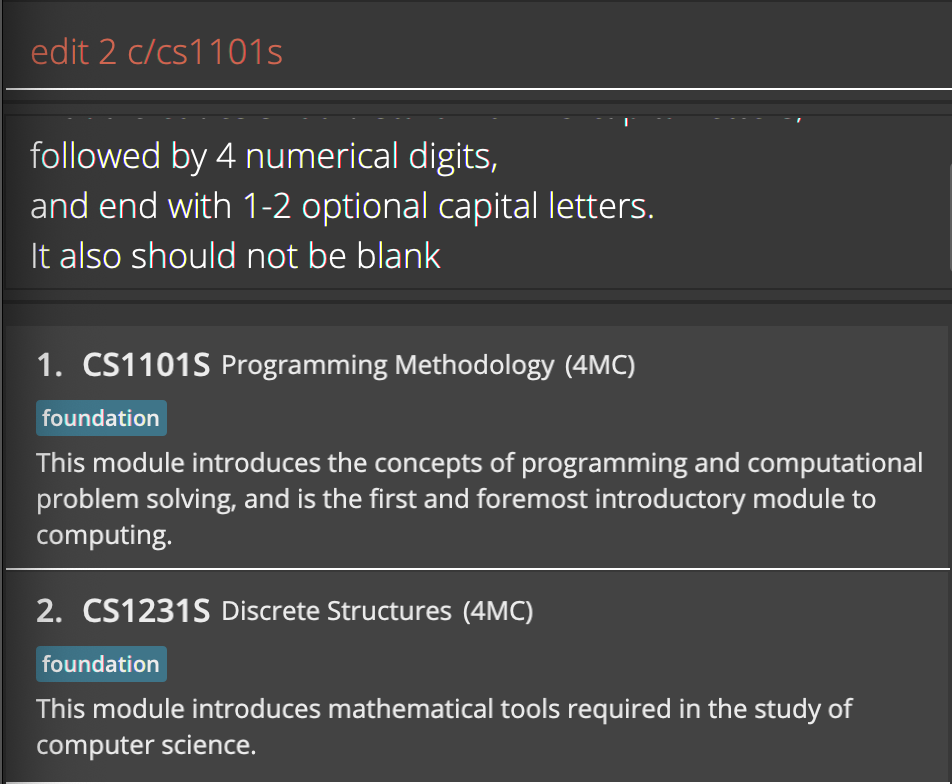 edit 2 c/cs1101s
followed by 4 numerical digits,
and end with 1-2 optional capital letters.
It also should not be blank
1. CS1101S Programming Methodology (4MC)
foundation
This module introduces the concepts of programming and computational
problem solving, and is the first and foremost introductory module to
computing.
2. CS1231S Discrete Structures (4MC)
foundation
This module introduces mathematical tools required in the study of
computer science.